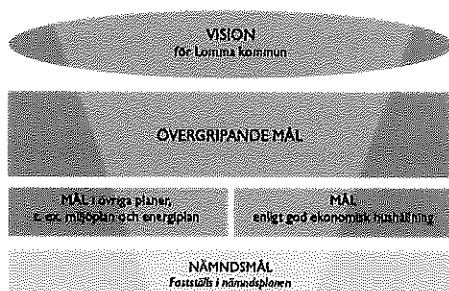 VISION
för Lomma kommun
ÖVERGRIPANDE MÅL
MÅL i övriga planer,
t. ex. miljöplan och energiplan
MÅL
enligt god ekonomisk hushållning
NÄMNDSMÅL
Fastställs i nämndsplanen